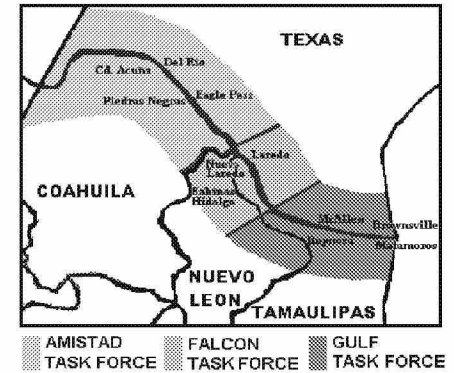 TEXAS
Del Rio
Cd. Acuna
Eagle Pass
Piedras Negras
Laredo
Nuevo
Laredo
Sabinas
Hidalgo
COAHUILA
McAllen
Brownsville
Reynosa
Matamoros
NUEVO
LEON
TAMAULIPAS
AMISTAD
TASK FORCE
FALCON
TASK FORCE
GULF
TASK FORCE